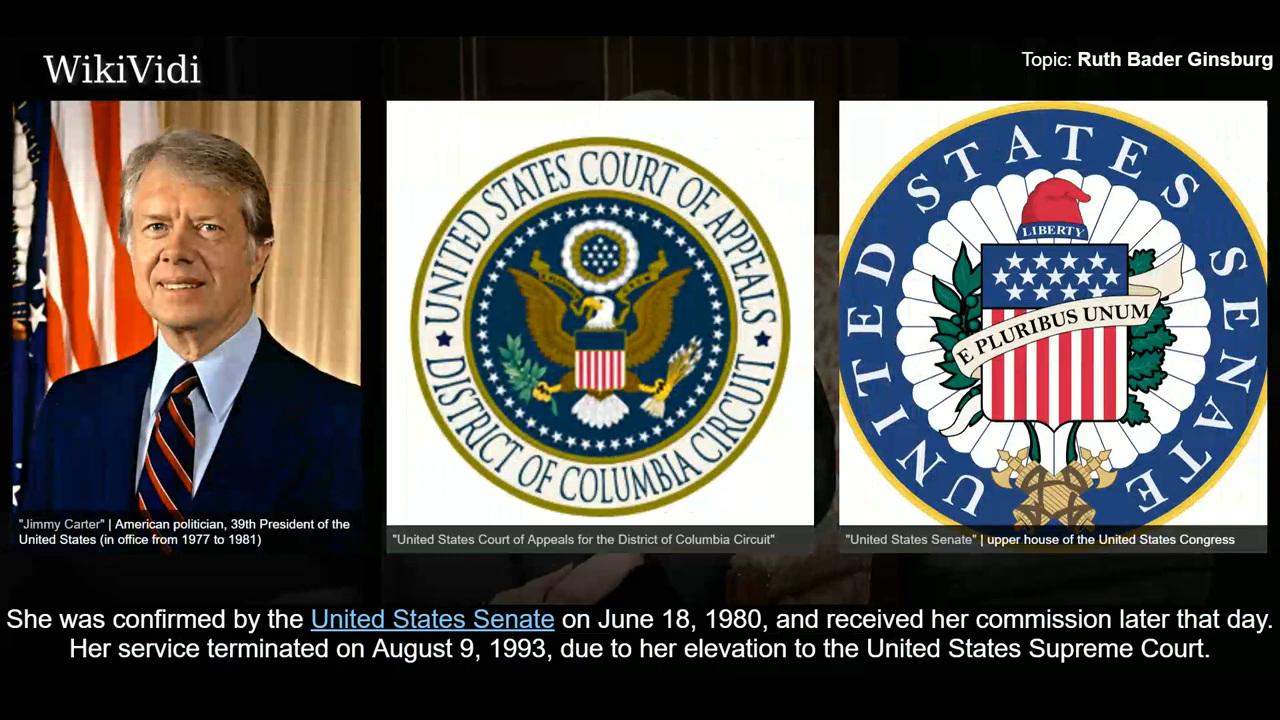 WikiVidi
Topic: Ruth Bader Ginsburg
"Jimmy Carter" | American politician, 39th President of the
United States (in office from 1977 to 1981)
UNITED STATES COURT OF APPEALS
DISTRICT OF COLUMBIA CIRCUIT
"United States Court of Appeals for the District of Columbia Circuit"
UNITED STATES SENATE
LIBERTY
E PLURIBUS UNUM
"United States Senate" | upper house of the United States Congress
She was confirmed by the United States Senate on June 18, 1980, and received her commission later that day.
Her service terminated on August 9, 1993, due to her elevation to the United States Supreme Court.